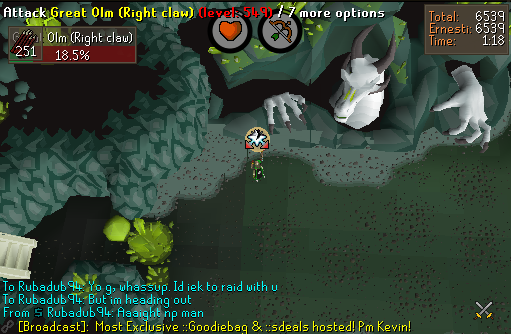 Attack Great Olm (Right claw) (level: 549) / 7 more options
Total: 6539
Ernesti: 6539
Time: 1:18
Olm (Right claw)
251
18.5%
To Rubadub94: Yo g, whassup. Id iek to raid with u
To Rubadub94: But im heading out
From S Rubadub94: Aaight np man
[Broadcast]: Most Exclusive ::Goodiebag & ::sdeals hosted! Pm Kevin!